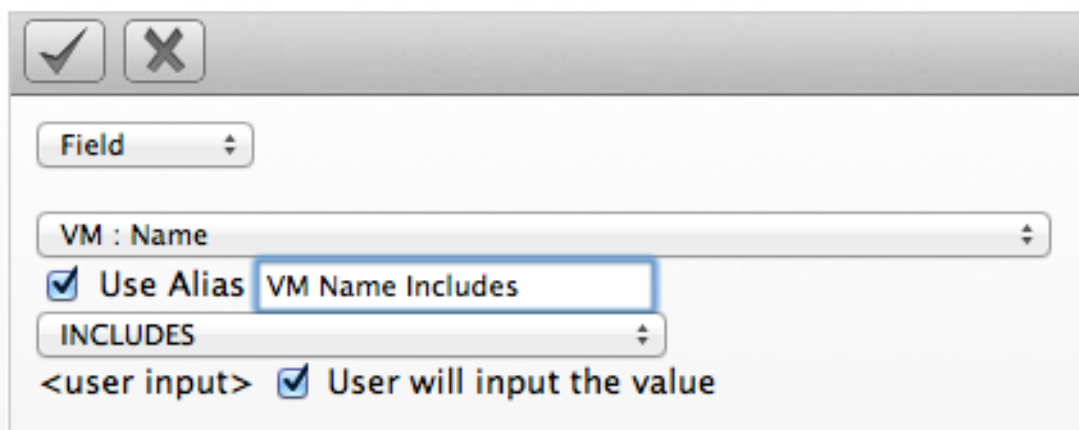 Field
VM : Name
Use Alias VM Name Includes
INCLUDES
<user input> User will input the value